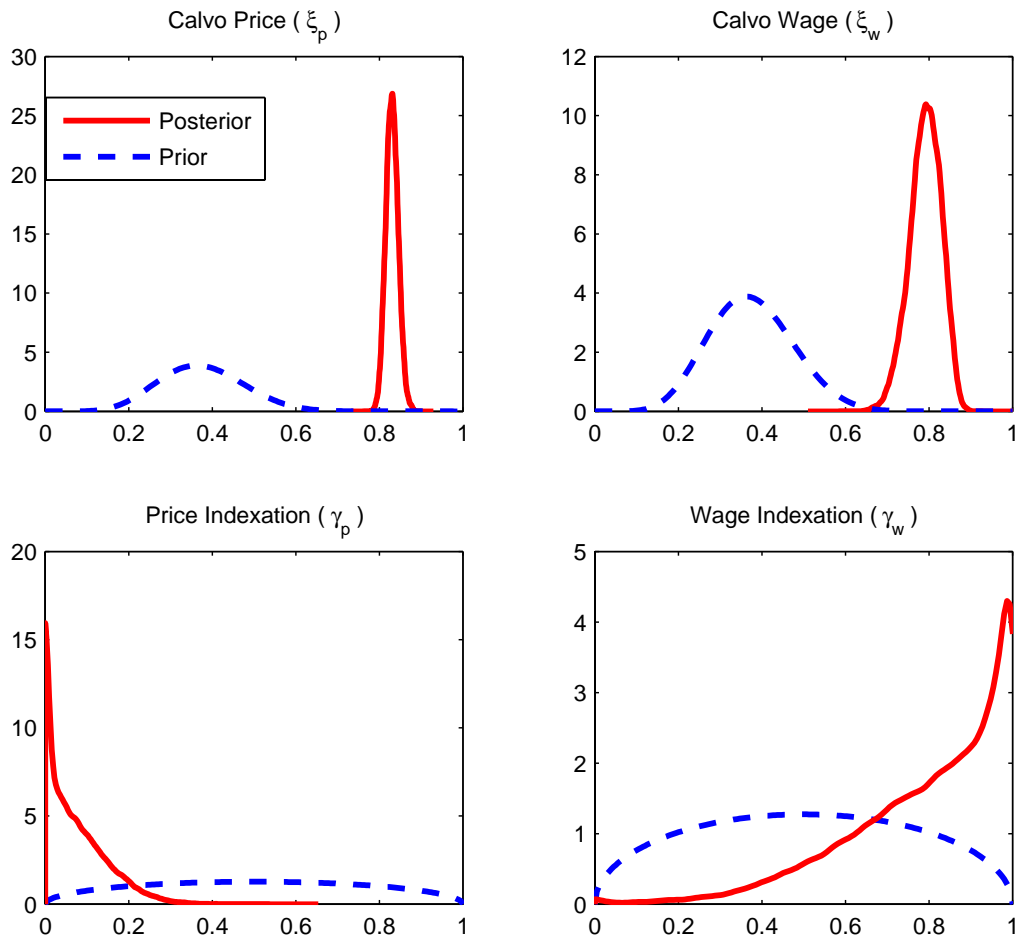 Calvo Price ( ξp )
30
25
20
15
10
5
0
0 0.2 0.4 0.6 0.8 1
Posterior
Prior
Calvo Wage ( ξw )
12
10
8
6
4
2
0
0 0.2 0.4 0.6 0.8 1
Price Indexation ( γp )
20
15
10
5
0
0 0.2 0.4 0.6 0.8 1
Wage Indexation ( γw )
5
4
3
2
1
0
0 0.2 0.4 0.6 0.8 1